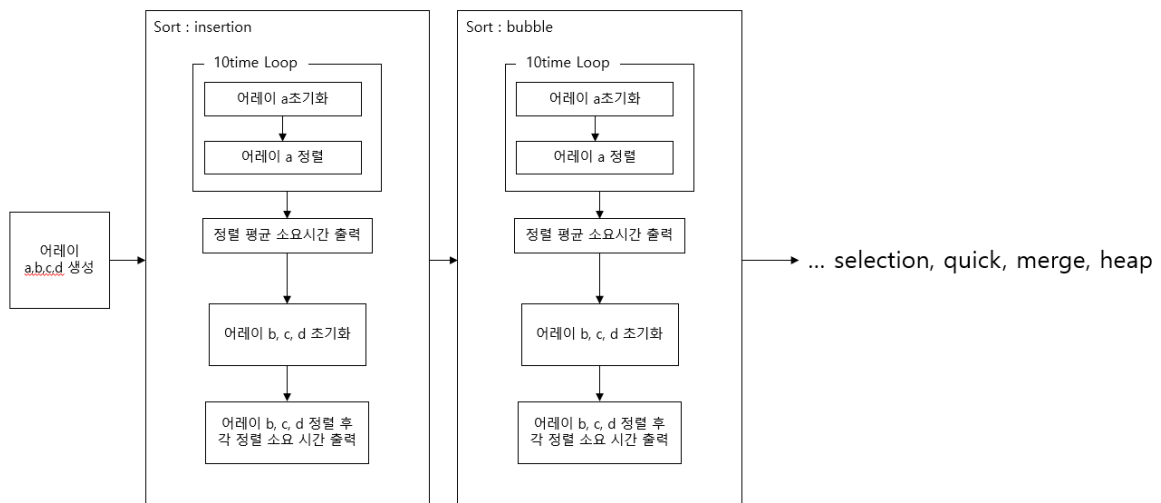 어레이
a,b,c,d 생성
Sort : insertion
10time Loop
어레이 a초기화
어레이 a 정렬
정렬 평균 소요시간 출력
어레이 b, c, d 초기화
어레이 b, c, d 정렬 후
각 정렬 소요 시간 출력
Sort : bubble
10time Loop
어레이 a초기화
어레이 a 정렬
정렬 평균 소요시간 출력
어레이 b, c, d 초기화
어레이 b, c, d 정렬 후
각 정렬 소요 시간 출력
... selection, quick, merge, heap